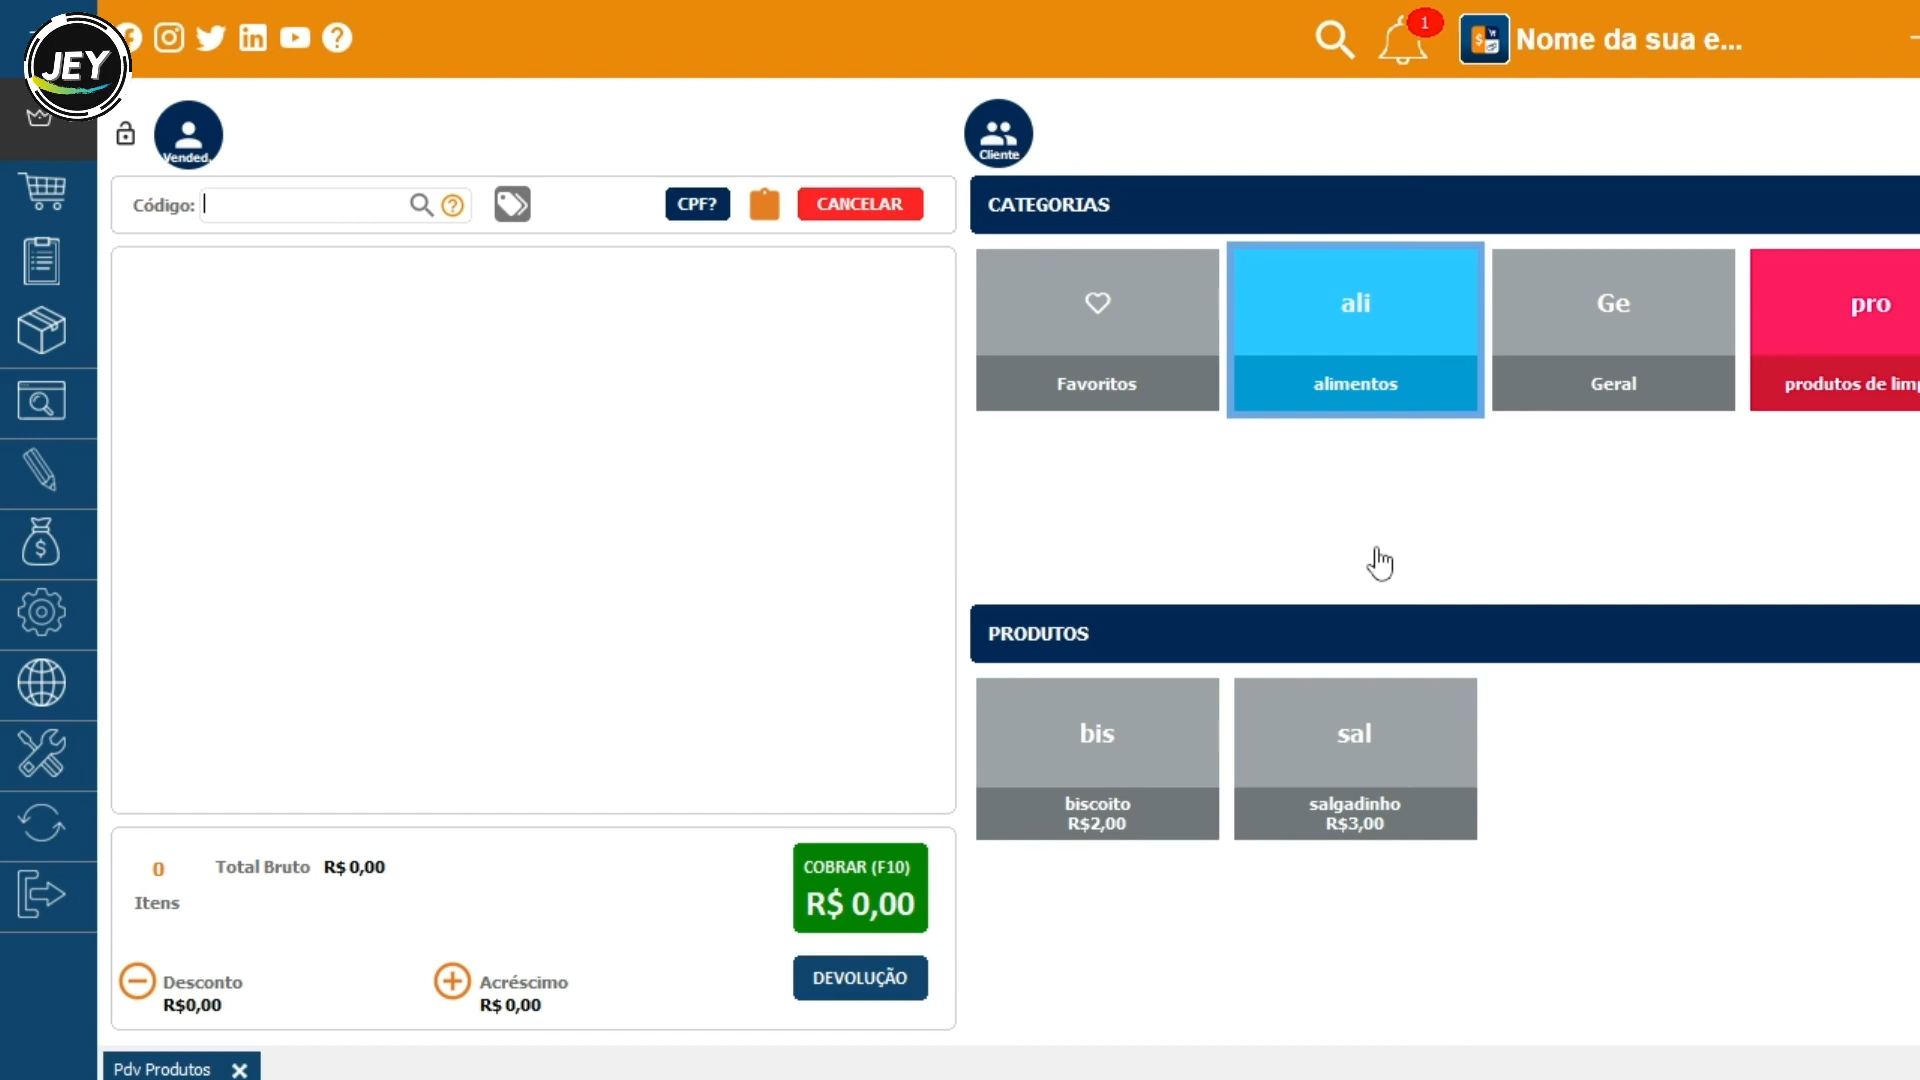 JEY
1
Nome da sua e...
Vended.
Cliente
Código:
CPF?
CANCELAR
CATEGORIAS
ali
Ge
pro
Favoritos
alimentos
Geral
produtos de limp
PRODUTOS
bis
sal
biscoito
R$2,00
salgadinho
R$3,00
0
Itens
Total Bruto R$ 0,00
COBRAR (F10)
R$ 0,00
Desconto
R$0,00
Acréscimo
R$ 0,00
DEVOLUÇÃO
Pdv Produtos